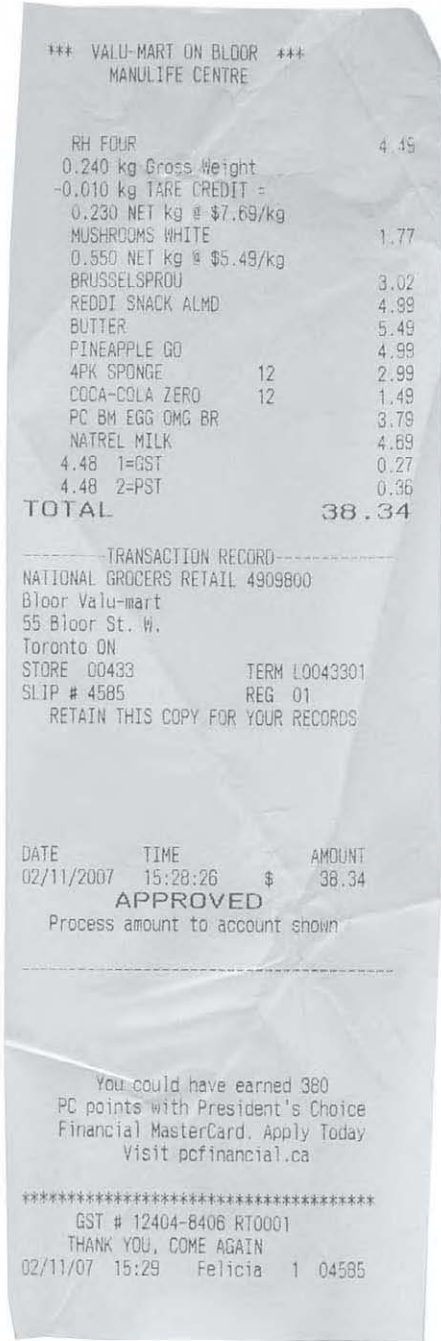 *** VALU-MART ON BLOOR ***
MANULIFE CENTRE
RH FOUR 4.49
0.240 kg Gross Weight
-0.010 kg TARE CREDIT =
0.230 NET kg @ $7.69/kg
MUSHROOMS WHITE 1.77
0.550 NET kg @ $5.49/kg
BRUSSELSPROU 3.02
REDDI SNACK ALMD 4.99
BUTTER 5.49
PINEAPPLE GO 4.99
4PK SPONGE 12 2.99
COCA-COLA ZERO 12 1.49
PC BM EGG OMG BR 3.79
NATREL MILK 4.69
4.48 1=GST 0.27
4.48 2=PST 0.36
TOTAL 38.34
---------TRANSACTION RECORD-------------
NATIONAL GROCERS RETAIL 4909800
Bloor Valu-mart
55 Bloor St. W.
Toronto ON
STORE 00433 TERM L0043301
SLIP # 4585 REG 01
RETAIN THIS COPY FOR YOUR RECORDS
DATE TIME AMOUNT
02/11/2007 15:28:26 $ 38.34
APPROVED
Process amount to account shown
----------------------------------------
You could have earned 380
PC points with President's Choice
Financial MasterCard. Apply Today
Visit pcfinancial.ca
****************************************
GST # 12404-8406 RT0001
THANK YOU, COME AGAIN
02/11/07 15:29 Felicia 1 04585